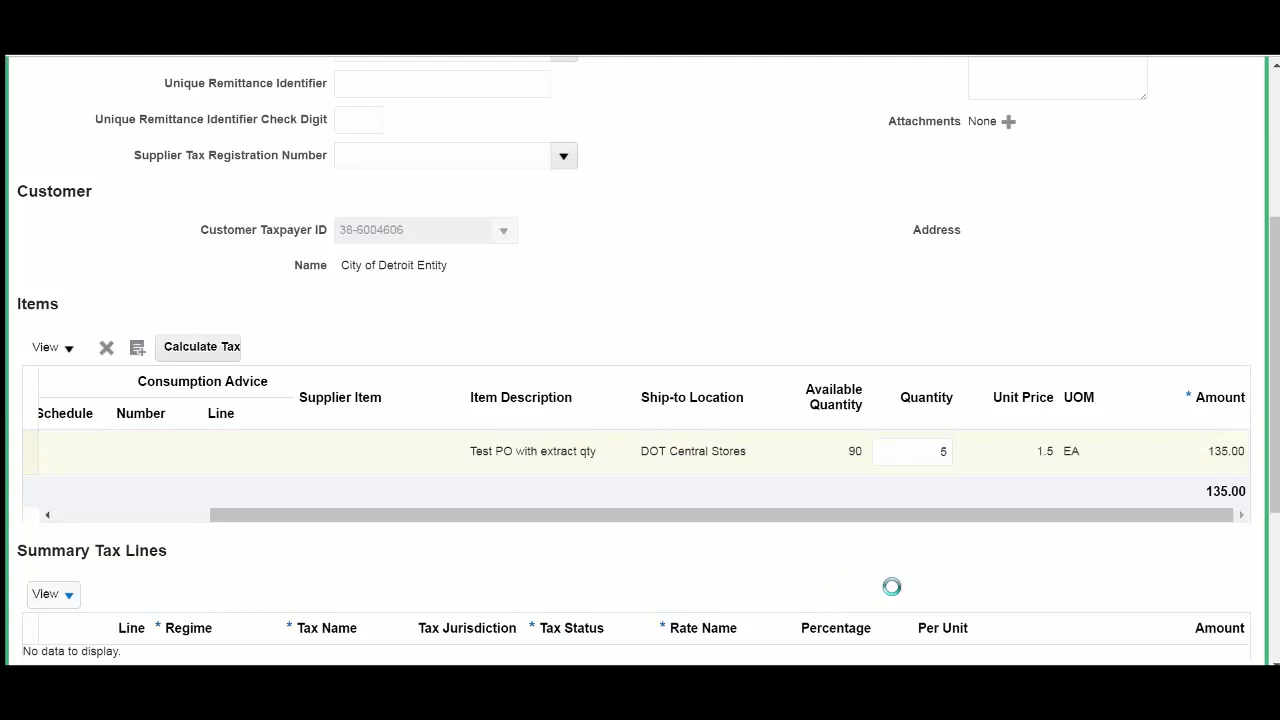 Unique Remittance Identifier
Unique Remittance Identifier Check Digit
Attachments None
Supplier Tax Registration Number
Customer
Customer Taxpayer ID 38-6004606 Address
Name City of Detroit Entity
Items
View Calculate Tax
Consumption Advice
Schedule Number Line Supplier Item Item Description Ship-to Location Available Quantity Quantity Unit Price UOM * Amount
Test PO with extract qty DOT Central Stores 90 5 1.5 EA 135.00
135.00
Summary Tax Lines
View
Line * Regime * Tax Name Tax Jurisdiction * Tax Status * Rate Name Percentage Per Unit Amount
No data to display.